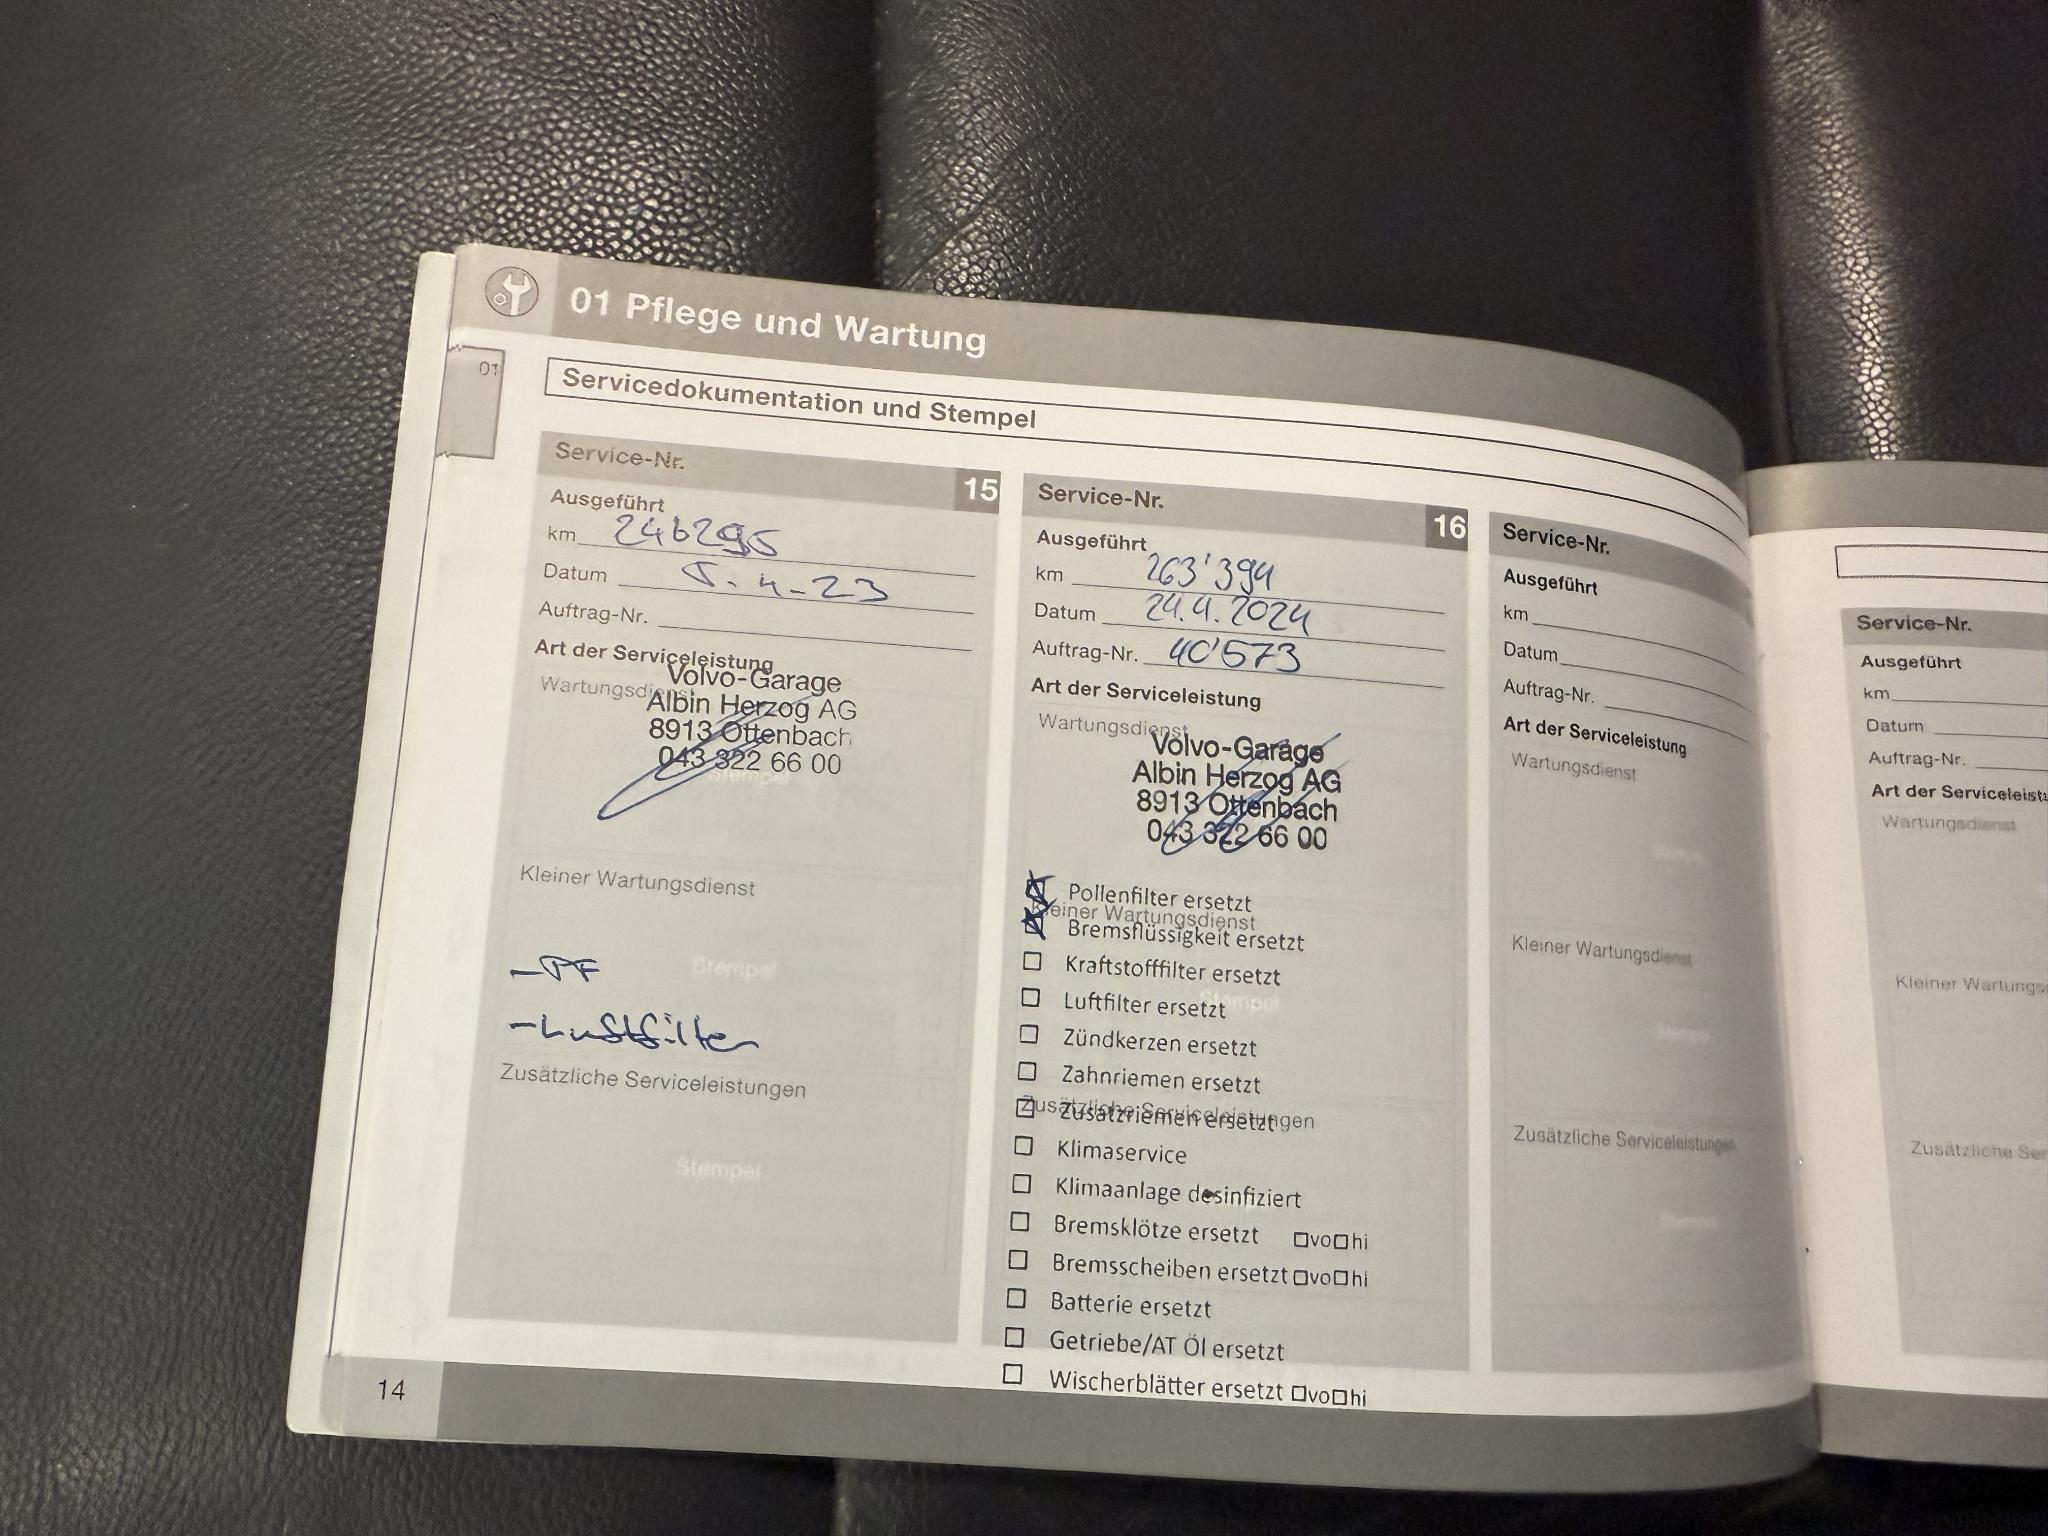 01 Pflege und Wartung
01
Servicedokumentation und Stempel
Service-Nr. 15
Ausgeführt
km 246295
Datum 5.4.-23
Auftrag-Nr.
Art der Serviceleistung
Wartungsdienst
Volvo-Garage
Albin Herzog AG
8913 Ottenbach
043 322 66 00
Stempel
Kleiner Wartungsdienst
Stempel
-PF
-Luftfilter
Zusätzliche Serviceleistungen
Stempel
Service-Nr. 16
Ausgeführt
km 263'394
Datum 24.4.2024
Auftrag-Nr. 40'573
Art der Serviceleistung
Wartungsdienst
Volvo-Garage
Albin Herzog AG
8913 Ottenbach
043 322 66 00
Pollenfilter ersetzt
Kleiner Wartungsdienst
Bremsflüssigkeit ersetzt
Kraftstofffilter ersetzt
Stempel
Luftfilter ersetzt
Zündkerzen ersetzt
Zahnriemen ersetzt
Zusätzliche Serviceleistungen
Zusatzriemen ersetzt
Klimaservice
Klimaanlage desinfiziert
Bremsklötze ersetzt □vo□hi
Bremsscheiben ersetzt □vo□hi
Batterie ersetzt
Getriebe/AT Öl ersetzt
Wischerblätter ersetzt □vo□hi
Service-Nr.
Ausgeführt
km
Datum
Auftrag-Nr.
Art der Serviceleistung
Wartungsdienst
Kleiner Wartungsdienst
Zusätzliche Serviceleistungen
14
Service-Nr.
Ausgeführt
km
Datum
Auftrag-Nr.
Art der Serviceleist
Wartungsdienst
Kleiner Wartungs
Zusätzliche Ser